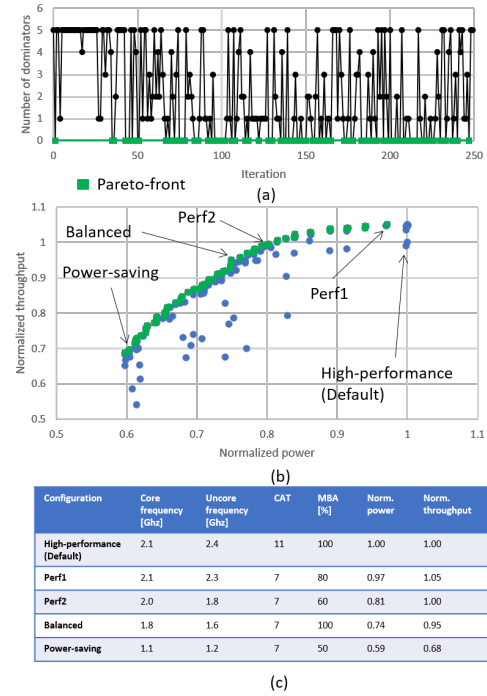 Number of dominators
6
5
4
3
2
1
0
0 50 100 150 200 250
Iteration
(a)
Pareto-front
Normalized throughput
1.1
1
0.9
0.8
0.7
0.6
0.5
Perf2
Balanced
Power-saving
Perf1
High-performance
(Default)
0.5 0.6 0.7 0.8 0.9 1 1.1
Normalized power
(b)
Configuration Core Uncore CAT MBA Norm. Norm.
frequency frequency [%] power throughput
[Ghz] [Ghz]
High-performance 2.1 2.4 11 100 1.00 1.00
(Default)
Perf1 2.1 2.3 7 80 0.97 1.05
Perf2 2.0 1.8 7 60 0.81 1.00
Balanced 1.8 1.6 7 100 0.74 0.95
Power-saving 1.1 1.2 7 50 0.59 0.68
(c)